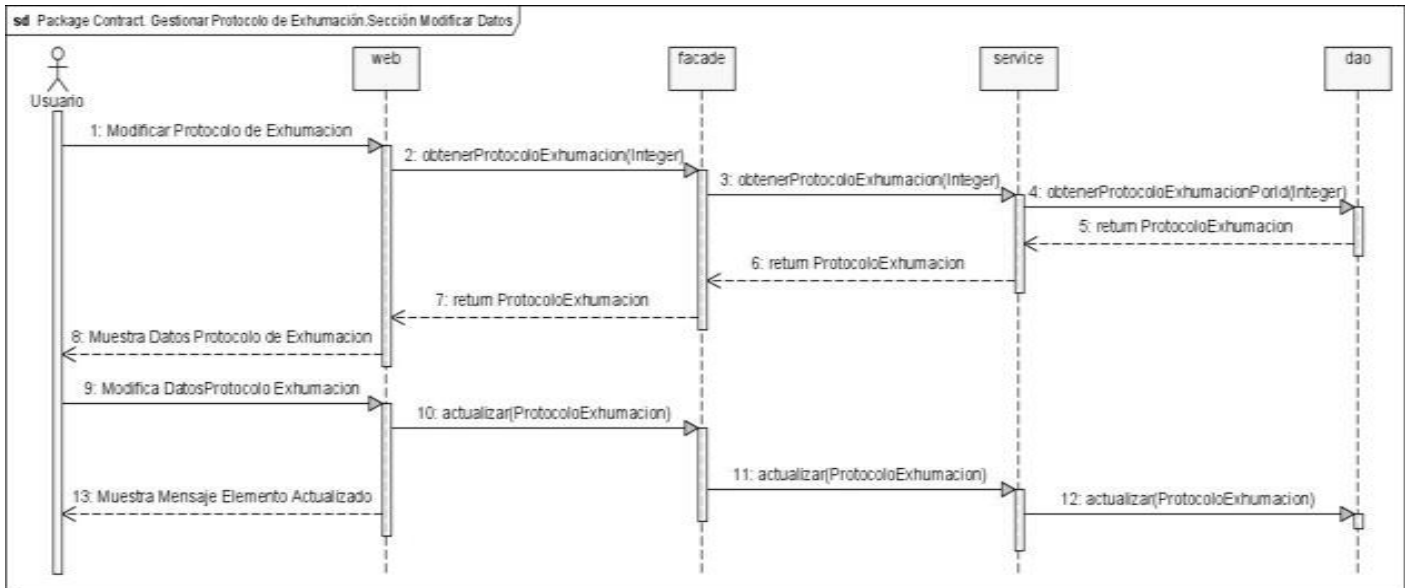 sd Package Contract. Gestionar Protocolo de Exhumación.Sección Modificar Datos
web
facade
service
dao
Usuario
1: Modificar Protocolo de Exhumacion
2: obtenerProtocoloExhumacion(Integer)
3: obtenerProtocoloExhumacion(Integer)
4: obtenerProtocoloExhumacionPorId(Integer)
5: return ProtocoloExhumacion
6: return ProtocoloExhumacion
7: return ProtocoloExhumacion
8: Muestra Datos Protocolo de Exhumacion
9: Modifica DatosProtocolo Exhumacion
10: actualizar(ProtocoloExhumacion)
11: actualizar(ProtocoloExhumacion)
12: actualizar(ProtocoloExhumacion)
13: Muestra Mensaje Elemento Actualizado